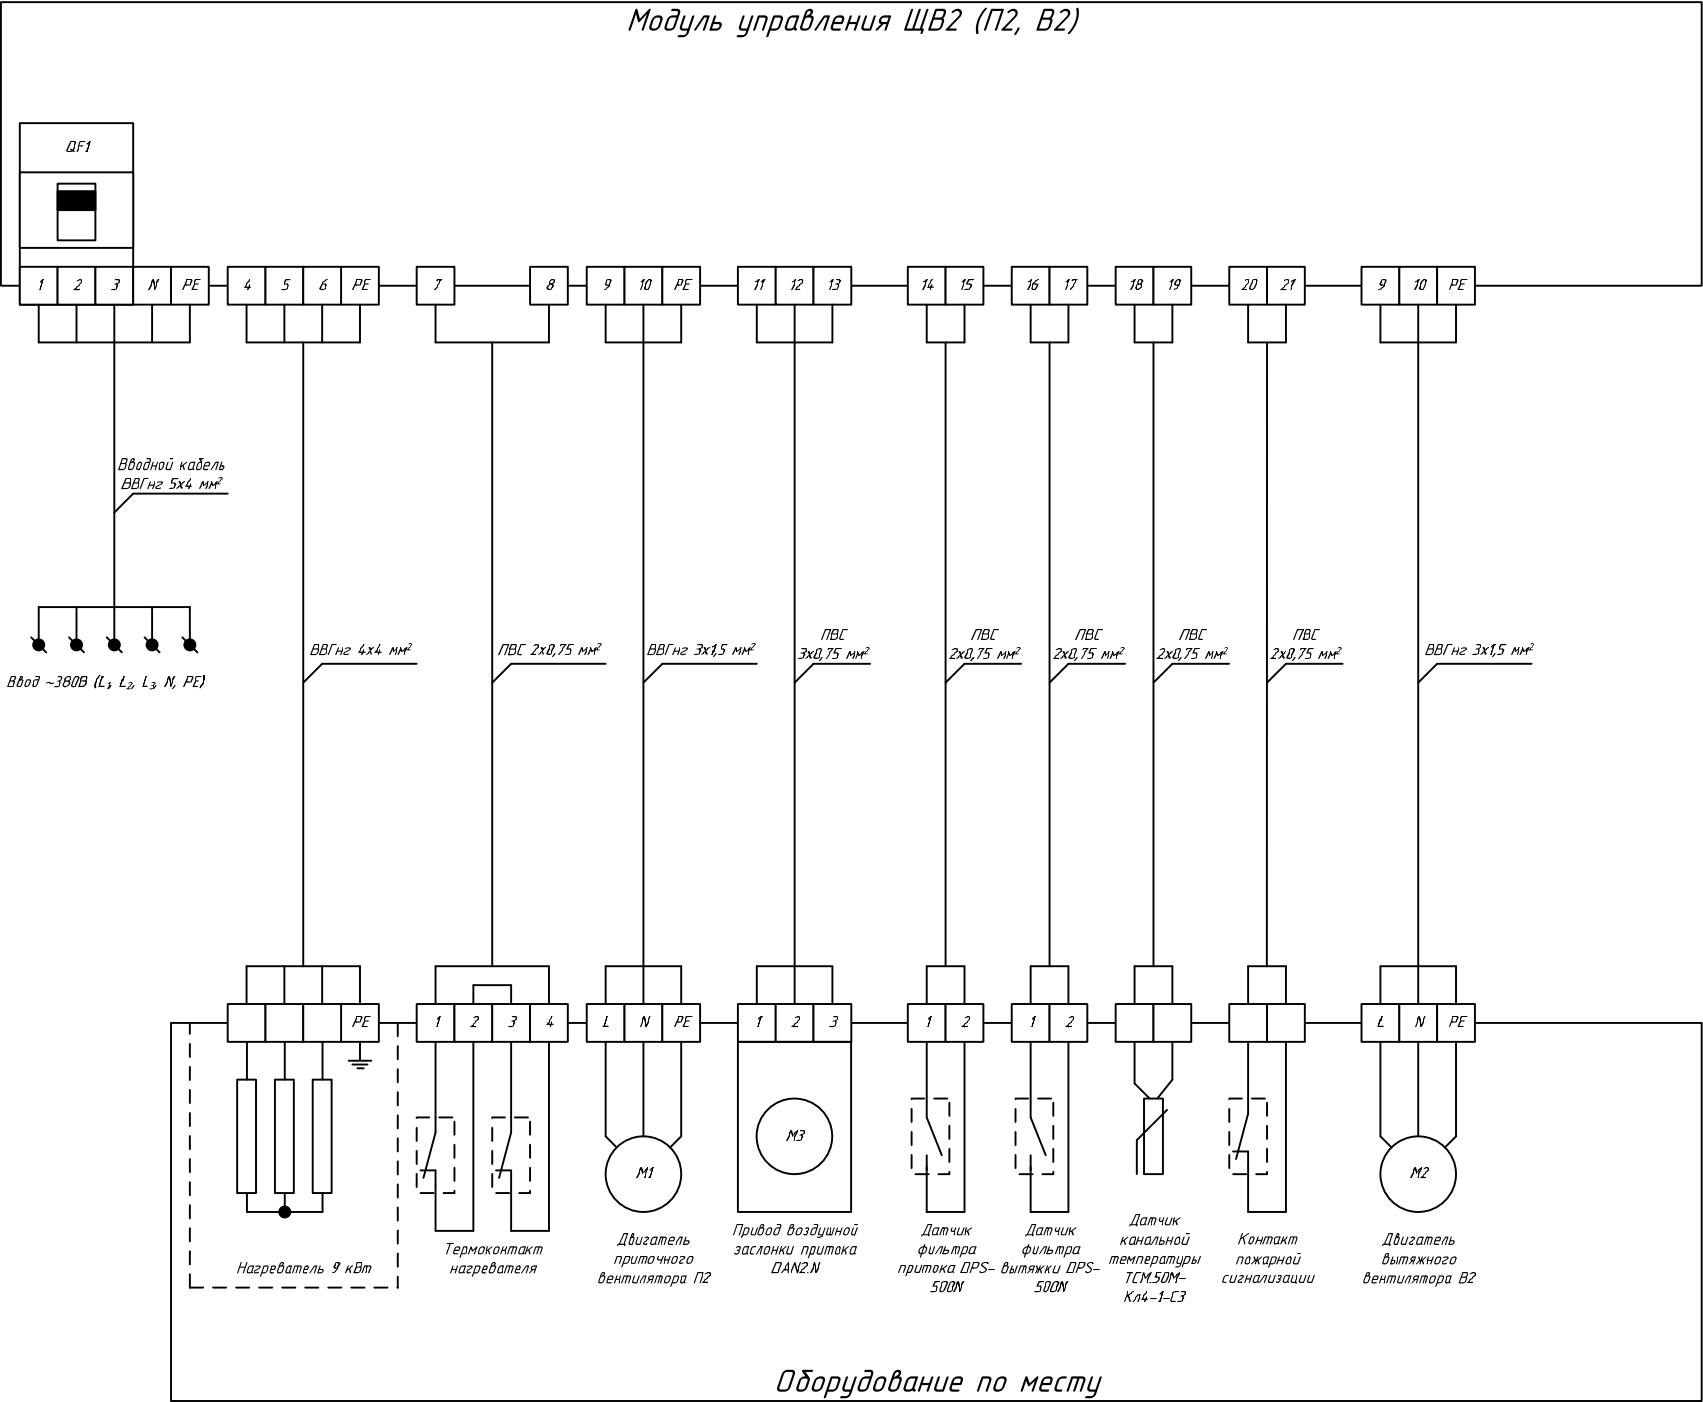 Модуль управления ЩВ2 (П2, В2)
QF1
1 2 3 N PE 4 5 6 PE 7 8 9 10 PE 11 12 13 14 15 16 17 18 19 20 21 9 10 PE
Вводной кабель
ВВГнг 5х4 мм²
Ввод ~380В (L₁, L₂, L₃, N, PE)
ВВГнг 4х4 мм²
ПВС 2х0,75 мм²
ВВГнг 3х1,5 мм²
ПВС
3х0,75 мм²
ПВС
2х0,75 мм²
ПВС
2х0,75 мм²
ПВС
2х0,75 мм²
ПВС
2х0,75 мм²
ВВГнг 3х1,5 мм²
PE 1 2 3 4 L N PE 1 2 3 1 2 1 2 L N PE
M1
M3
M2
Нагреватель 9 кВт
Термоконтакт
нагревателя
Двигатель
приточного
вентилятора П2
Привод воздушной
заслонки притока
DAN2.N
Датчик
фильтра
притока DPS-
500N
Датчик
фильтра
вытяжки DPS-
500N
Датчик
канальной
температуры
ТСМ.50М-
Кл4-1-С3
Контакт
пожарной
сигнализации
Двигатель
вытяжного
вентилятора В2
Оборудование по месту